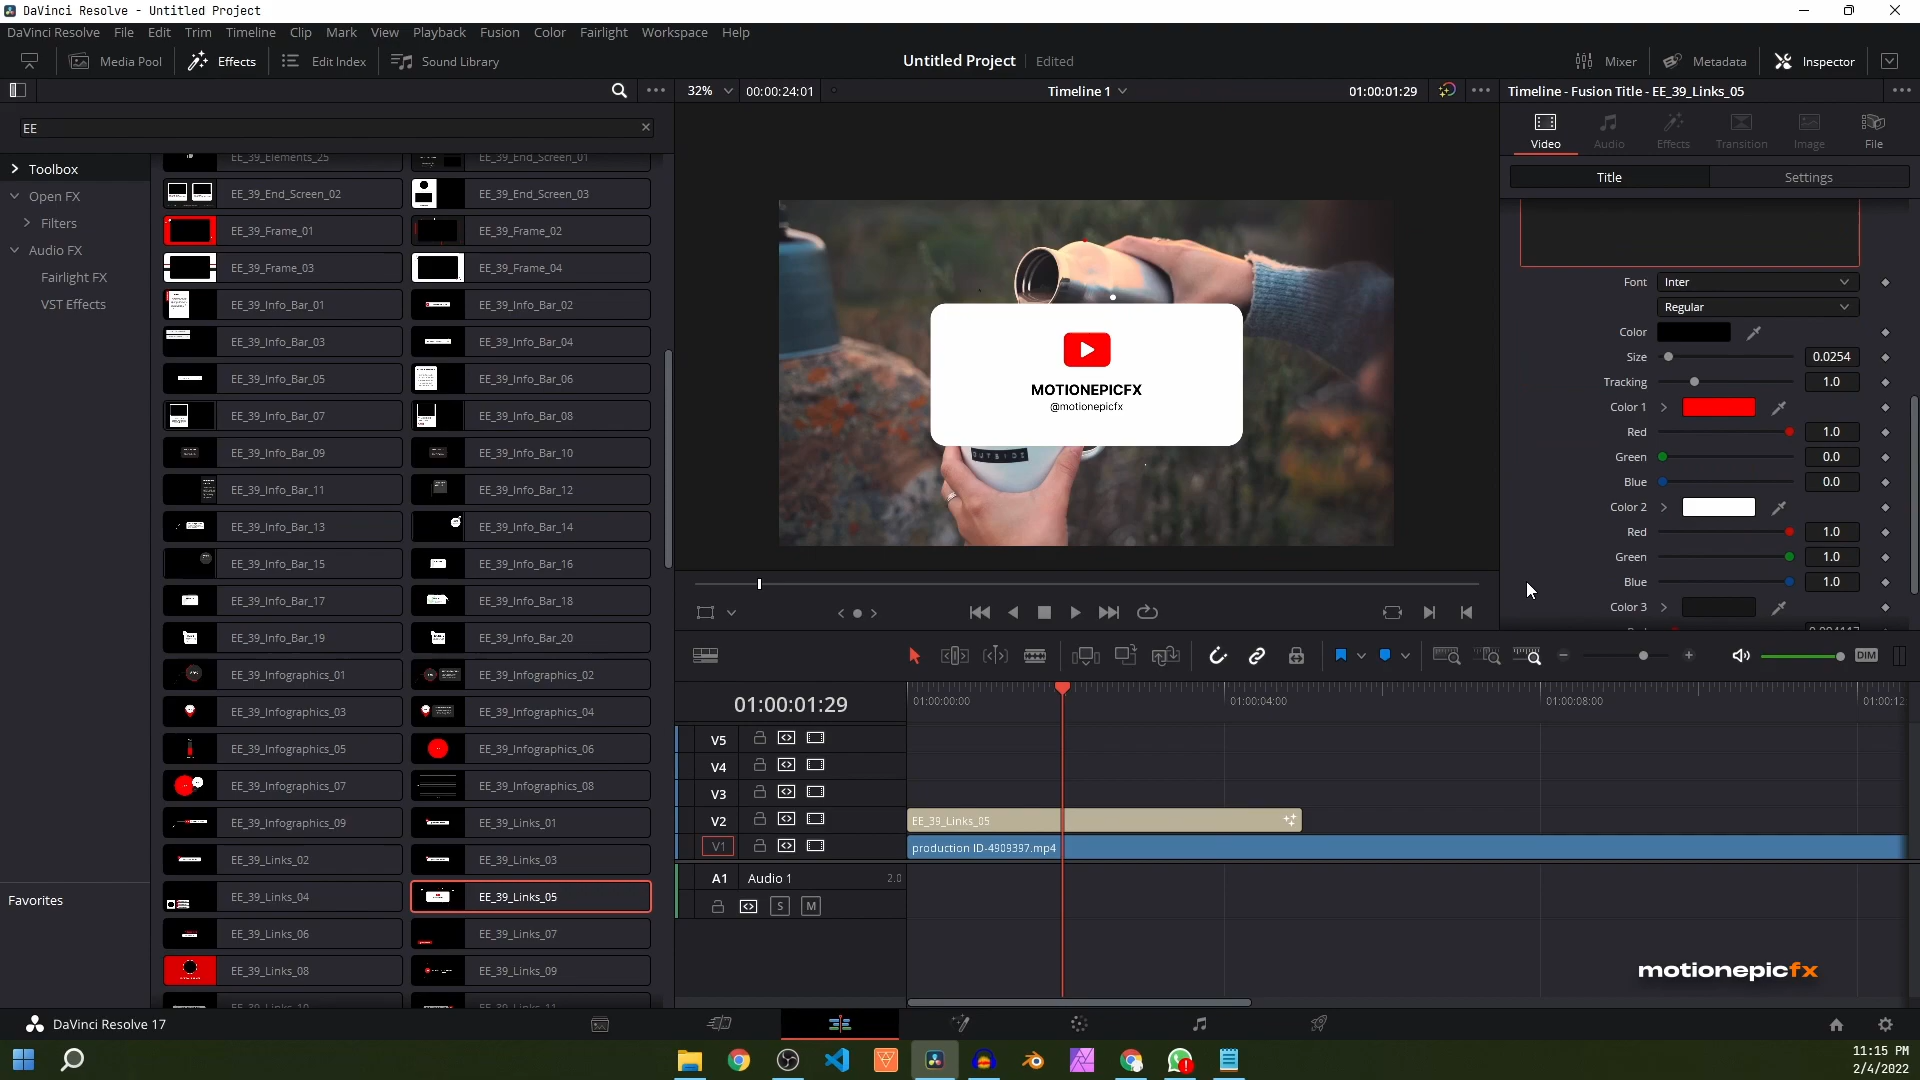 DaVinci Resolve - Untitled Project
DaVinci Resolve File Edit Trim Timeline Clip Mark View Playback Fusion Color Fairlight Workspace Help
Media Pool Effects Edit Index Sound Library Untitled Project Edited Mixer Metadata Inspector
32% 00:00:24:01 Timeline 1 01:00:01:29 Timeline - Fusion Title - EE_39_Links_05
EE
Video Audio Effects Transition Image File
Title Settings
Toolbox
Open FX
Filters
Audio FX
Fairlight FX
VST Effects
Favorites
EE_39_Elements_25 EE_39_End_Screen_01
EE_39_End_Screen_02 EE_39_End_Screen_03
EE_39_Frame_01 EE_39_Frame_02
EE_39_Frame_03 EE_39_Frame_04
EE_39_Info_Bar_01 EE_39_Info_Bar_02
EE_39_Info_Bar_03 EE_39_Info_Bar_04
EE_39_Info_Bar_05 EE_39_Info_Bar_06
EE_39_Info_Bar_07 EE_39_Info_Bar_08
EE_39_Info_Bar_09 EE_39_Info_Bar_10
EE_39_Info_Bar_11 EE_39_Info_Bar_12
EE_39_Info_Bar_13 EE_39_Info_Bar_14
EE_39_Info_Bar_15 EE_39_Info_Bar_16
EE_39_Info_Bar_17 EE_39_Info_Bar_18
EE_39_Info_Bar_19 EE_39_Info_Bar_20
EE_39_Infographics_01 EE_39_Infographics_02
EE_39_Infographics_03 EE_39_Infographics_04
EE_39_Infographics_05 EE_39_Infographics_06
EE_39_Infographics_07 EE_39_Infographics_08
EE_39_Infographics_09 EE_39_Links_01
EE_39_Links_02 EE_39_Links_03
EE_39_Links_04 EE_39_Links_05
EE_39_Links_06 EE_39_Links_07
EE_39_Links_08 EE_39_Links_09
EE_39_Links_10 EE_39_Links_11
MOTIONEPICFX
@motionepicfx
Font Inter
Regular
Color
Size 0.0254
Tracking 1.0
Color 1
Red 1.0
Green 0.0
Blue 0.0
Color 2
Red 1.0
Green 1.0
Blue 1.0
Color 3
DIM
01:00:01:29 01:00:00:00 01:00:04:00 01:00:08:00 01:00:12
V5
V4
V3
V2 EE_39_Links_05
V1 production ID-4909397.mp4
A1 Audio 1 2.0
S M
motionepicfx
DaVinci Resolve 17
11:15 PM
2/4/2022